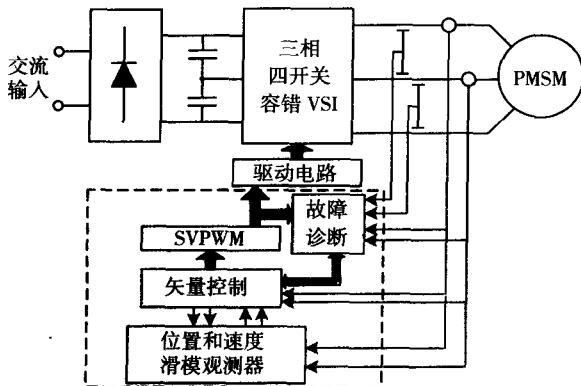 交流
输入
三相
四开关
容错 VSI
PMSM
驱动电路
故障
诊断
SVPWM
矢量控制
位置和速度
滑模观测器